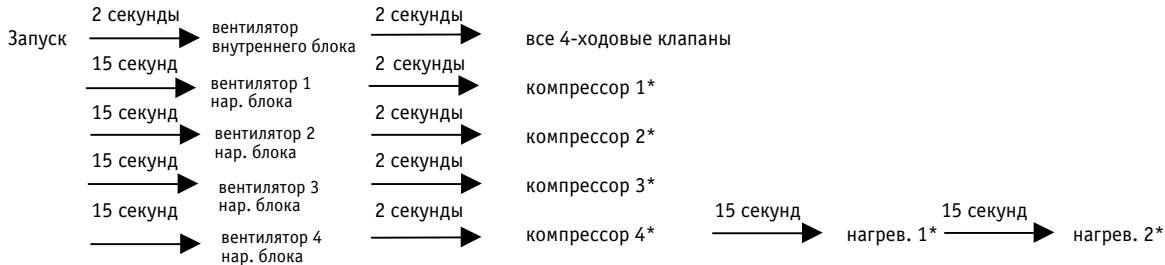 2 секунды 2 секунды
Запуск вентилятор внутреннего блока все 4-ходовые клапаны
15 секунд 2 секунды
вентилятор 1 нар. блока компрессор 1*
15 секунд 2 секунды
вентилятор 2 нар. блока компрессор 2*
15 секунд 2 секунды
вентилятор 3 нар. блока компрессор 3*
15 секунд 2 секунды 15 секунд 15 секунд
вентилятор 4 нар. блока компрессор 4* нагрев. 1* нагрев. 2*